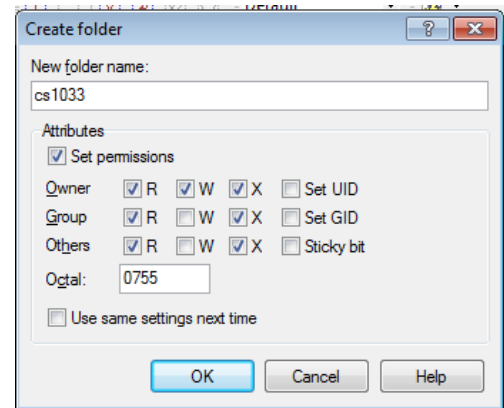 Default
Create folder
New folder name:
cs1033
Attributes
Set permissions
Owner R W X Set UID
Group R W X Set GID
Others R W X Sticky bit
Octal: 0755
Use same settings next time
OK Cancel Help